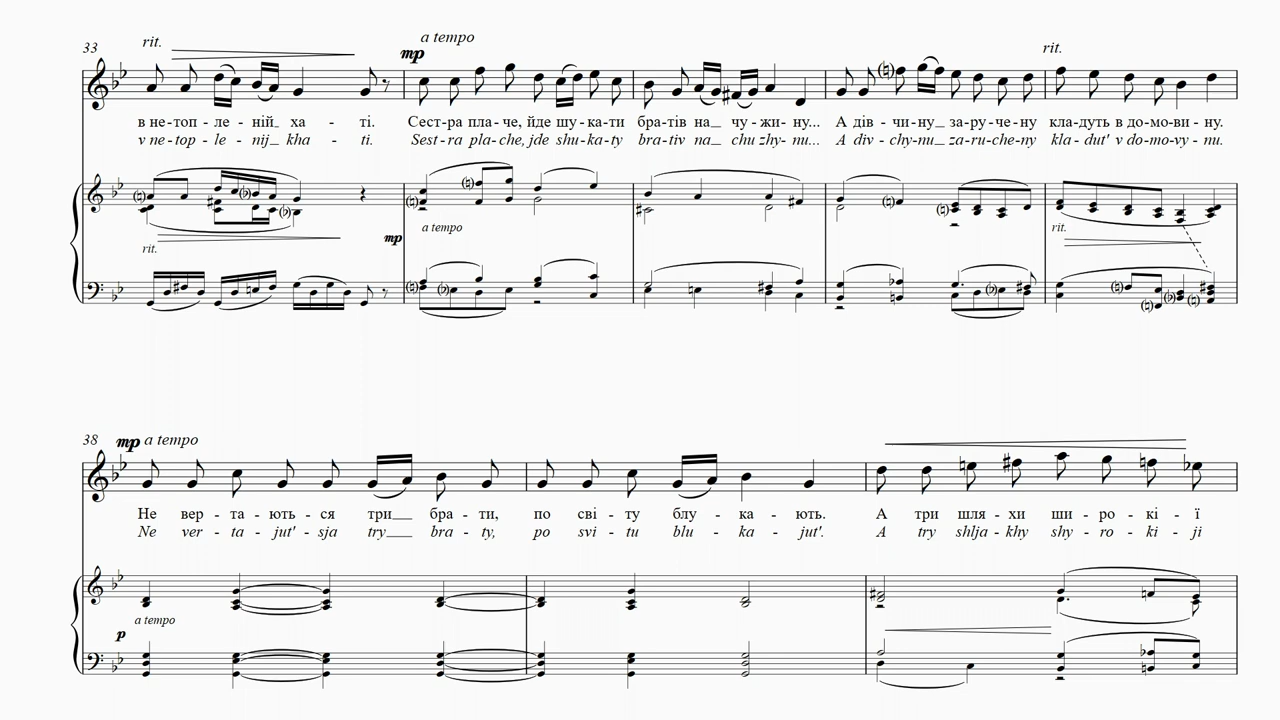 33 rit. a tempo rit.
mp
в не - топ - ле - ній_ ха - ті. Сест - ра пла - че, йде шу - ка - ти бра - тів на_ чу - жи - ну... А дів - чи - ну_ за - ру - че - ну кла - дуть в до - мо - ви - ну.
v ne - top - le - nij_ kha - ti. Sest - ra pla - che, jde shu - ka - ty bra - tiv na_ chu zhy - nu... A div - chy - nu_ za - ru - che - ny kla - dut' v do - mo - vy - nu.
a tempo rit.
rit. mp
38 mp a tempo
Не вер - та - ють - ся три_ бра - ти, по сві - ту блу - ка - ють. А три шля - хи ши - ро - кі - ї
Ne ver - ta - jut' - sja try_ bra - ty, po svi - tu blu - ka - jut'. A try shlja - khy shy - ro - ki - ji
a tempo
p